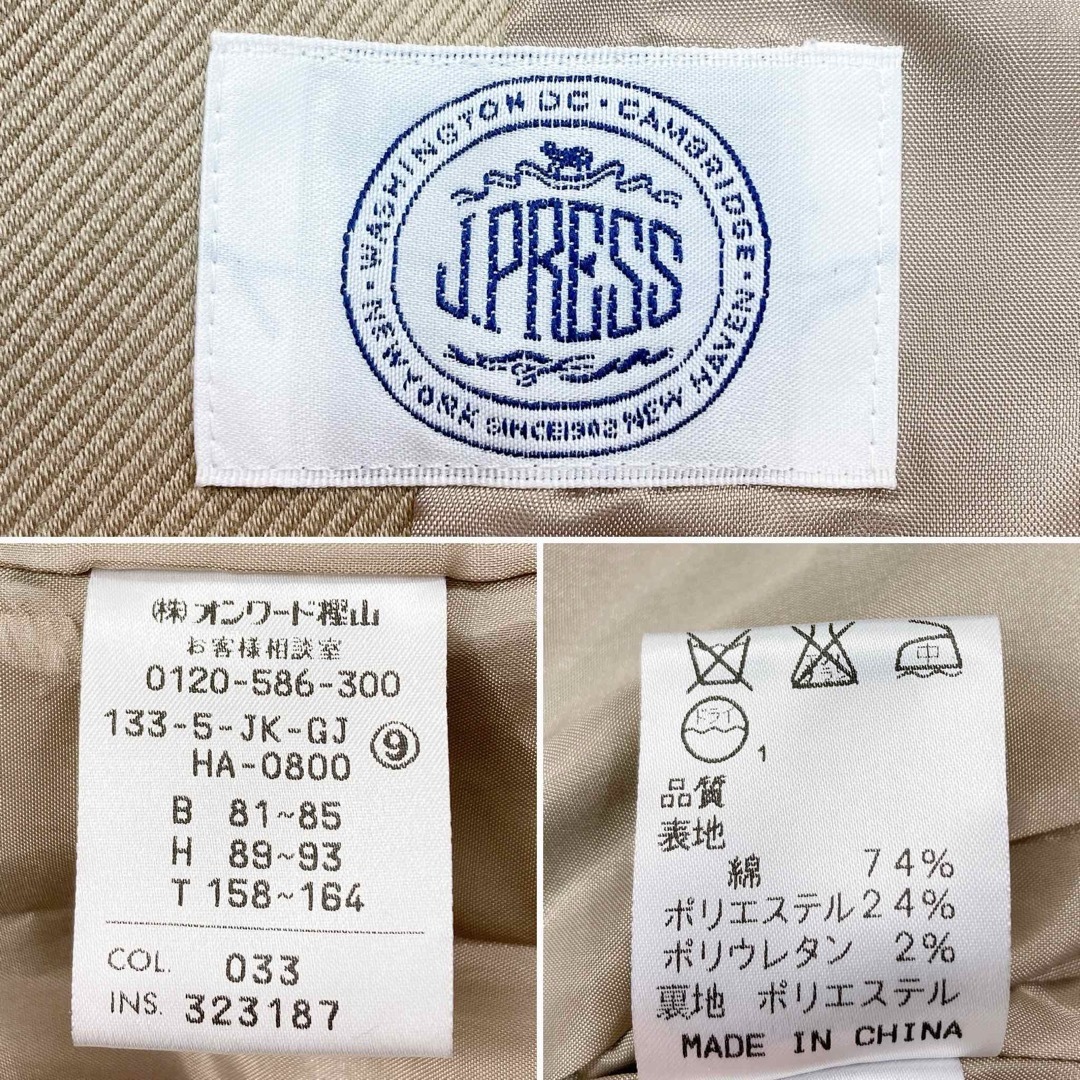 WASHINGTON DC · CAMBRIDGE ·
J.PRESS
· NEW YORK SINCE 1902 NEW HAVEN ·
(株)オンワード樫山
お客様相談室
0120-586-300
133-5-JK-GJ
HA-0800
9
B 81~85
H 89~93
T 158~164
COL. 033
INS. 323187
中
ドライ
1
品質
表地
綿 74%
ポリエステル 24%
ポリウレタン 2%
裏地 ポリエステル
MADE IN CHINA